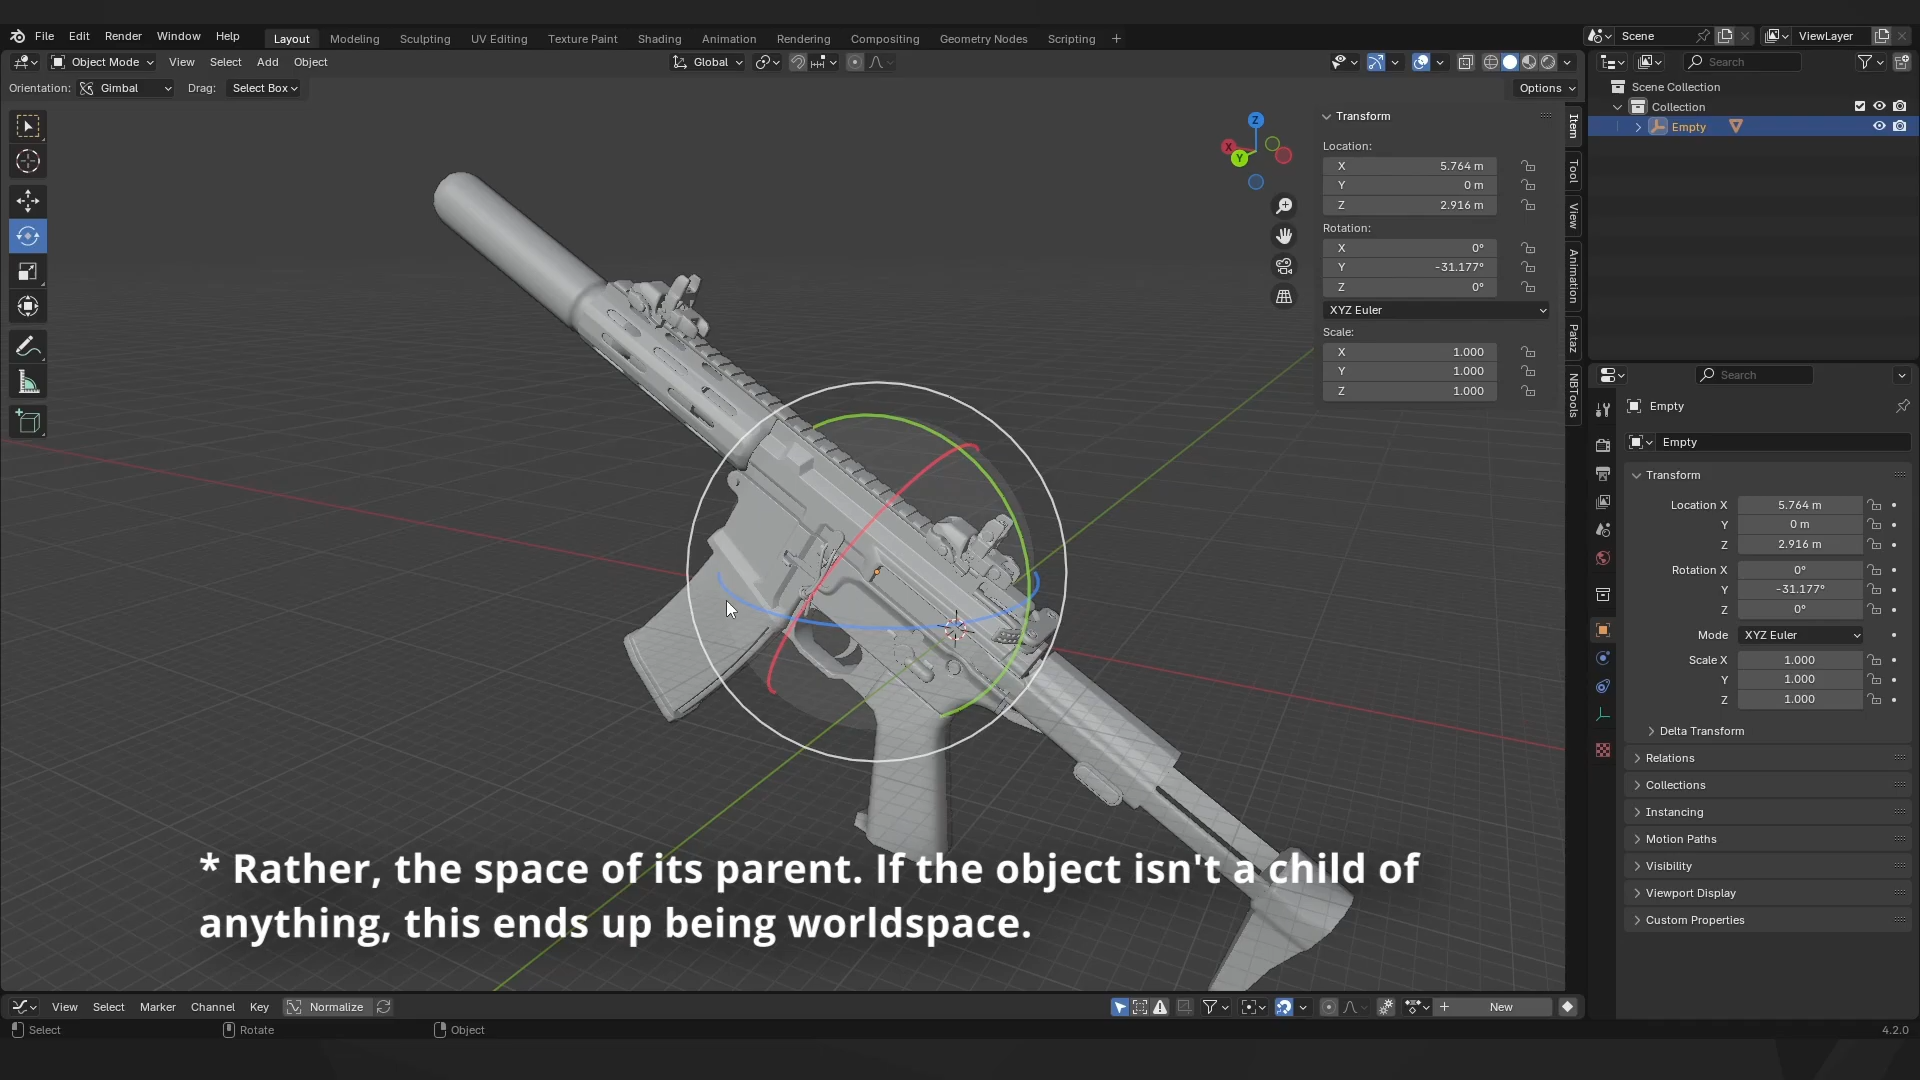 File Edit Render Window Help Layout Modeling Sculpting UV Editing Texture Paint Shading Animation Rendering Compositing Geometry Nodes Scripting + Scene ViewLayer
Object Mode View Select Add Object Global Search
Orientation: Gimbal Drag: Select Box Options
Scene Collection
Collection
Empty
Z
X
Y
Transform
Location:
X 5.764 m
Y 0 m
Z 2.916 m
Rotation:
X 0°
Y -31.177°
Z 0°
XYZ Euler
Scale:
X 1.000
Y 1.000
Z 1.000
Item
Tool
View
Animation
Pataz
NBTools
Search
Empty
Empty
Transform
Location X 5.764 m
Y 0 m
Z 2.916 m
Rotation X 0°
Y -31.177°
Z 0°
Mode XYZ Euler
Scale X 1.000
Y 1.000
Z 1.000
Delta Transform
Relations
Collections
Instancing
Motion Paths
Visibility
Viewport Display
Custom Properties
* Rather, the space of its parent. If the object isn't a child of
anything, this ends up being worldspace.
View Select Marker Channel Key Normalize + New
Select Rotate Object 4.2.0